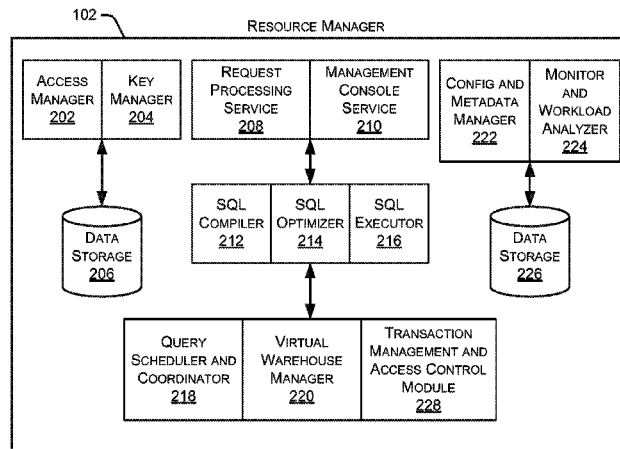 102
RESOURCE MANAGER
ACCESS
MANAGER
202
KEY
MANAGER
204
REQUEST
PROCESSING
SERVICE
208
MANAGEMENT
CONSOLE
SERVICE
210
CONFIG AND
METADATA
MANAGER
222
MONITOR
AND
WORKLOAD
ANALYZER
224
SQL
COMPILER
212
SQL
OPTIMIZER
214
SQL
EXECUTOR
216
DATA
STORAGE
206
DATA
STORAGE
226
QUERY
SCHEDULER AND
COORDINATOR
218
VIRTUAL
WAREHOUSE
MANAGER
220
TRANSACTION
MANAGEMENT AND
ACCESS CONTROL
MODULE
228